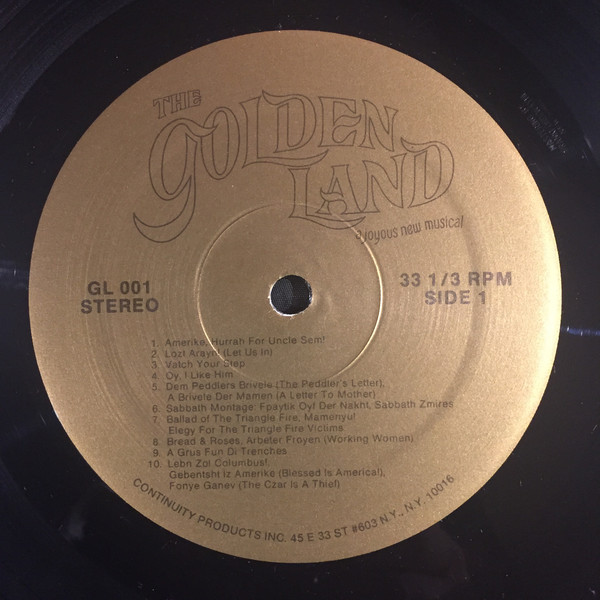 THE
GOLDEN
LAND
a joyous new musical
GL 001
STEREO
33 1/3 RPM
SIDE 1
1. Amerike, Hurrah For Uncle Sem!
2. Lozt Arayn! (Let Us In)
3. Vatch Your Step
4. Oy, I Like Him
5. Dem Peddlers Brivele (The Peddler's Letter),
A Brivele Der Mamen (A Letter To Mother)
6. Sabbath Montage: Fpaytik Oyf Der Nakht, Sabbath Zmires
7. Ballad of The Triangle Fire, Mamenyu!
Elegy For The Triangle Fire Victims
8. Bread & Roses, Arbeter Froyen (Working Women)
9. A Grus Fun Di Trenches
10. Lebn Zol Columbus!,
Gebentsht Iz Amerike (Blessed Is America!),
Fonye Ganev (The Czar Is A Thief)
CONTINUITY PRODUCTS INC. 45 E 33 ST #603 N.Y., N.Y. 10016